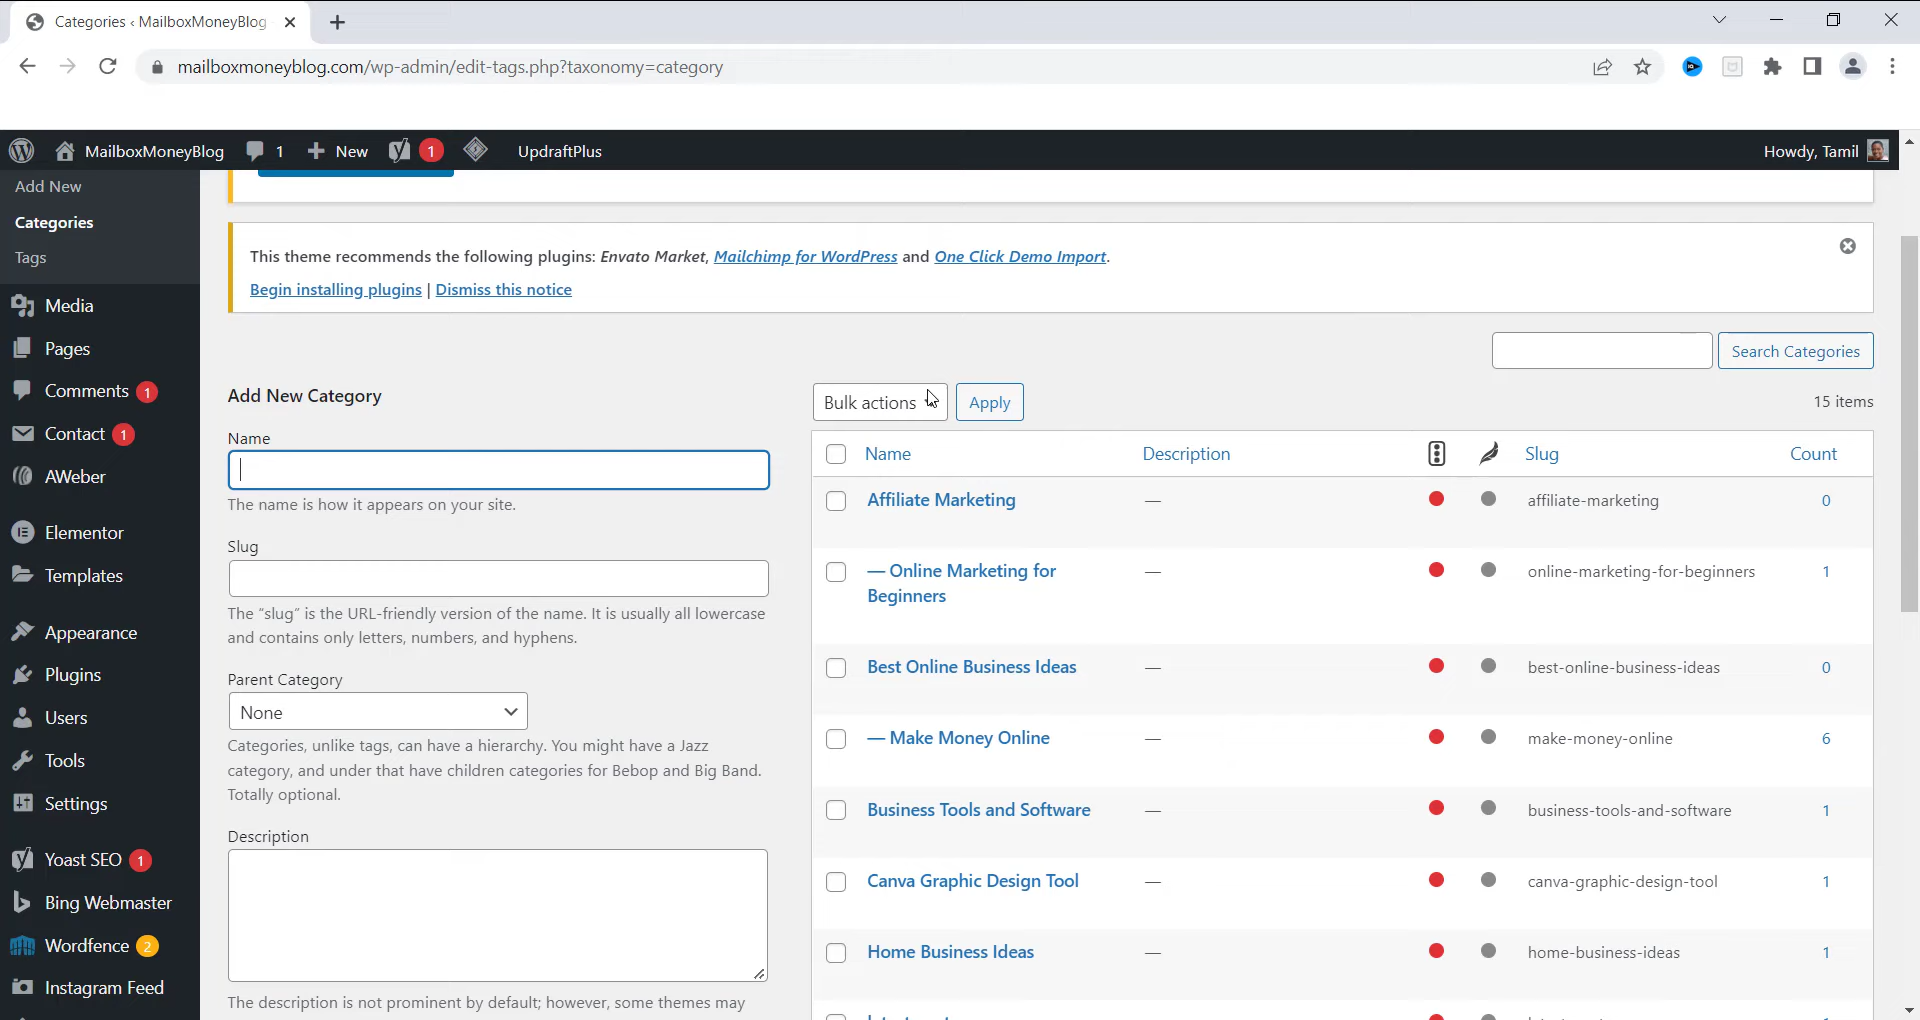 Categories ‹ MailboxMoneyBlog
mailboxmoneyblog.com/wp-admin/edit-tags.php?taxonomy=category
MailboxMoneyBlog 1 New 1 UpdraftPlus Howdy, Tamil
Add New
Categories
Tags
Media
Pages
Comments 1
Contact 1
AWeber
Elementor
Templates
Appearance
Plugins
Users
Tools
Settings
Yoast SEO 1
Bing Webmaster
Wordfence 2
Instagram Feed
This theme recommends the following plugins: Envato Market, Mailchimp for WordPress and One Click Demo Import.
Begin installing plugins | Dismiss this notice
Search Categories
Add New Category
Name
The name is how it appears on your site.
Slug
The “slug” is the URL-friendly version of the name. It is usually all lowercase
and contains only letters, numbers, and hyphens.
Parent Category
None
Categories, unlike tags, can have a hierarchy. You might have a Jazz
category, and under that have children categories for Bebop and Big Band.
Totally optional.
Description
The description is not prominent by default; however, some themes may
Bulk actions Apply 15 items
Name Description Slug Count
Affiliate Marketing — affiliate-marketing 0
— Online Marketing for — online-marketing-for-beginners 1
Beginners
Best Online Business Ideas — best-online-business-ideas 0
— Make Money Online — make-money-online 6
Business Tools and Software — business-tools-and-software 1
Canva Graphic Design Tool — canva-graphic-design-tool 1
Home Business Ideas — home-business-ideas 1